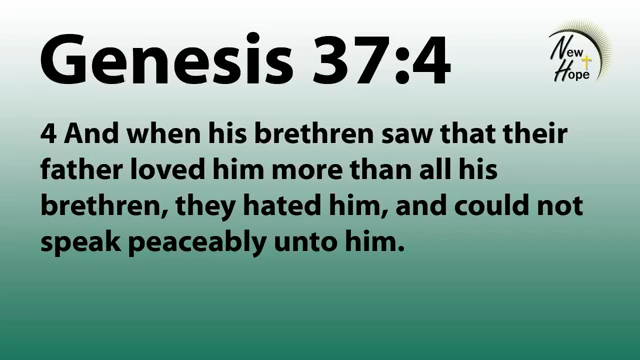 Genesis 37:4
New
Hope
4 And when his brethren saw that their
father loved him more than all his
brethren, they hated him, and could not
speak peaceably unto him.